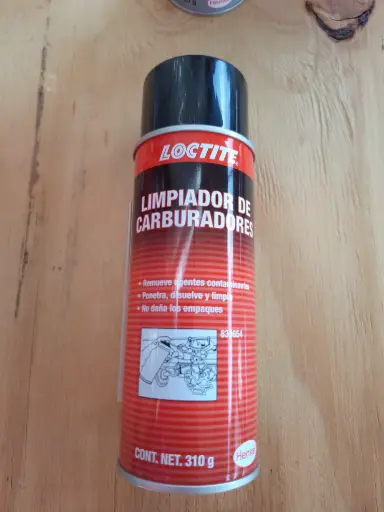 LOCTITE
LIMPIADOR DE
CARBURADORES
• Remueve agentes contaminantes
• Penetra, disuelve y limpia
• No daña los empaques
CONT. NET. 310 g
Henkel